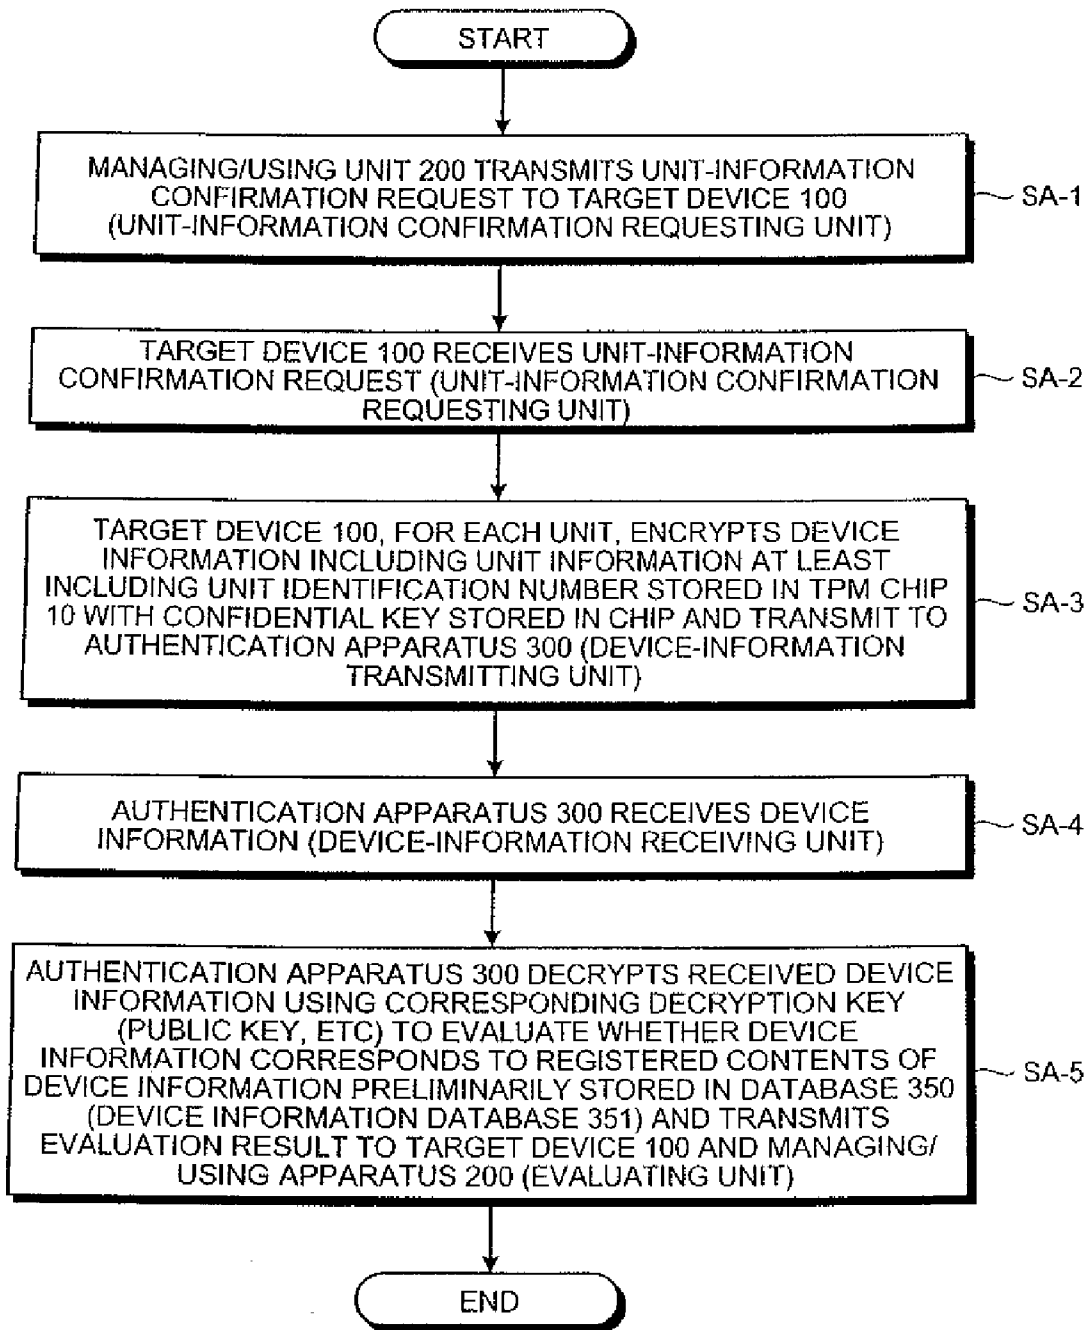 START
MANAGING/USING UNIT 200 TRANSMITS UNIT-INFORMATION
CONFIRMATION REQUEST TO TARGET DEVICE 100
(UNIT-INFORMATION CONFIRMATION REQUESTING UNIT)
SA-1
TARGET DEVICE 100 RECEIVES UNIT-INFORMATION
CONFIRMATION REQUEST (UNIT-INFORMATION CONFIRMATION
REQUESTING UNIT)
SA-2
TARGET DEVICE 100, FOR EACH UNIT, ENCRYPTS DEVICE
INFORMATION INCLUDING UNIT INFORMATION AT LEAST
INCLUDING UNIT IDENTIFICATION NUMBER STORED IN TPM CHIP
10 WITH CONFIDENTIAL KEY STORED IN CHIP AND TRANSMIT TO
AUTHENTICATION APPARATUS 300 (DEVICE-INFORMATION
TRANSMITTING UNIT)
SA-3
AUTHENTICATION APPARATUS 300 RECEIVES DEVICE
INFORMATION (DEVICE-INFORMATION RECEIVING UNIT)
SA-4
AUTHENTICATION APPARATUS 300 DECRYPTS RECEIVED DEVICE
INFORMATION USING CORRESPONDING DECRYPTION KEY
(PUBLIC KEY, ETC) TO EVALUATE WHETHER DEVICE
INFORMATION CORRESPONDS TO REGISTERED CONTENTS OF
DEVICE INFORMATION PRELIMINARILY STORED IN DATABASE 350
(DEVICE INFORMATION DATABASE 351) AND TRANSMITS
EVALUATION RESULT TO TARGET DEVICE 100 AND MANAGING/
USING APPARATUS 200 (EVALUATING UNIT)
SA-5
END